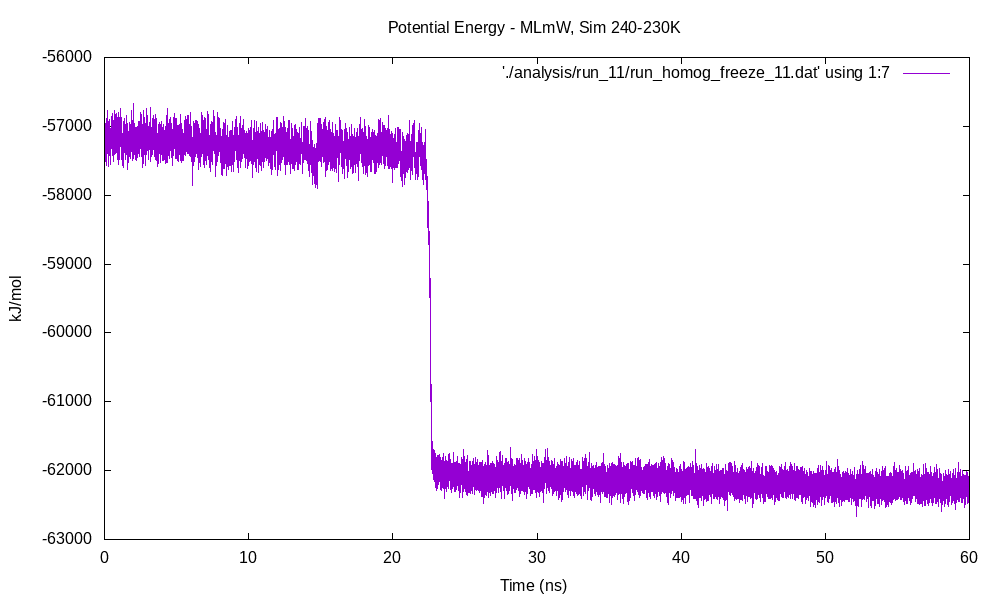 Potential Energy - MLmW, Sim 240-230K
-56000
'./analysis/run_11/run_homog_freeze_11.dat' using 1:7
-57000
-58000
-59000
kJ/mol
-60000
-61000
-62000
-63000
0 10 20 30 40 50 60
Time (ns)